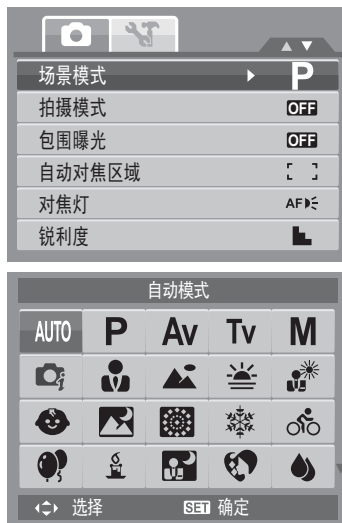 场景模式 P
拍摄模式 OFF
包围曝光 OFF
自动对焦区域
对焦灯 AF
锐利度
自动模式
AUTO P Av Tv M
选择 SET 确定